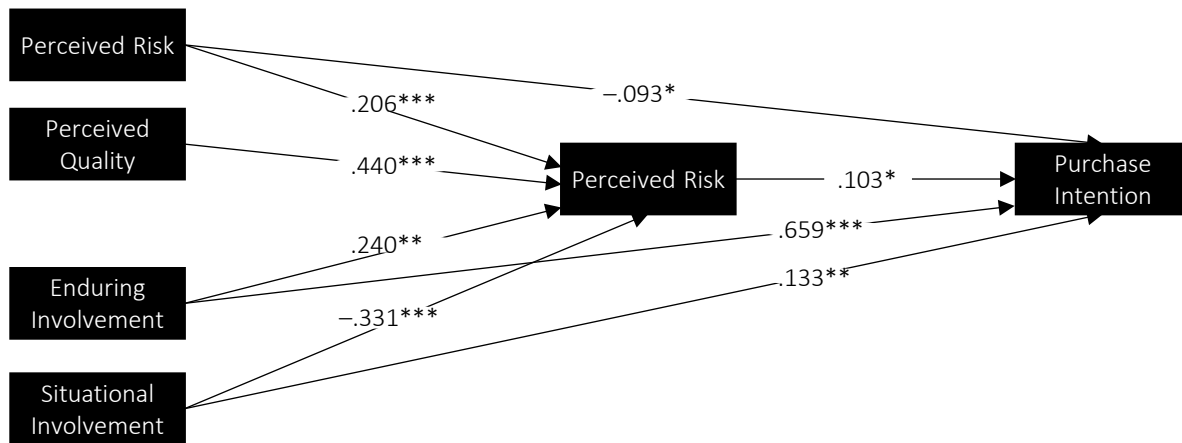 Perceived Risk
–.093*
.206***
Perceived
Quality
.440***
Perceived Risk
.103*
Purchase
Intention
.240**
.659***
Enduring
Involvement
.133**
–.331***
Situational
Involvement